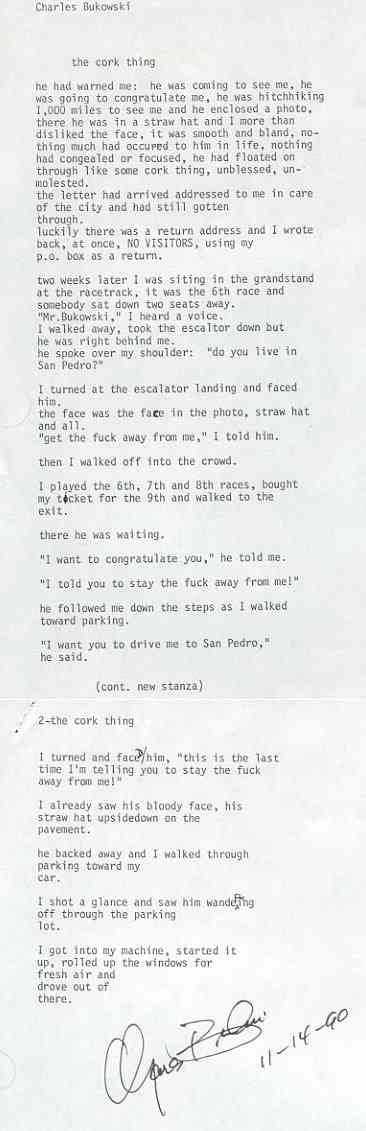 Charles Bukowski
the cork thing
he had warned me: he was coming to see me, he
was going to congratulate me, he was hitchhiking
1,000 miles to see me and he enclosed a photo,
there he was in a straw hat and I more than
disliked the face, it was smooth and bland, no-
thing much had occured to him in life, nothing
had congealed or focused, he had floated on
through like some cork thing, unblessed, un-
molested.
the letter had arrived addressed to me in care
of the city and had still gotten
through.
luckily there was a return address and I wrote
back, at once, NO VISITORS, using my
p.o. box as a return.
two weeks later I was siting in the grandstand
at the racetrack, it was the 6th race and
somebody sat down two seats away.
"Mr.Bukowski," I heard a voice.
I walked away, took the escaltor down but
he was right behind me.
he spoke over my shoulder: "do you live in
San Pedro?"
I turned at the escalator landing and faced
him.
the face was the face in the photo, straw hat
and all.
"get the fuck away from me," I told him.
then I walked off into the crowd.
I played the 6th, 7th and 8th races, bought
my ticket for the 9th and walked to the
exit.
there he was waiting.
"I want to congratulate you," he told me.
"I told you to stay the fuck away from me!"
he followed me down the steps as I walked
toward parking.
"I want you to drive me to San Pedro,"
he said.
(cont. new stanza)
2-the cork thing
I turned and faced him, "this is the last
time I'm telling you to stay the fuck
away from me!"
I already saw his bloody face, his
straw hat upsidedown on the
pavement.
he backed away and I walked through
parking toward my
car.
I shot a glance and saw him wandering
off through the parking
lot.
I got into my machine, started it
up, rolled up the windows for
fresh air and
drove out of
there.
Charles Bukowski
11-14-90